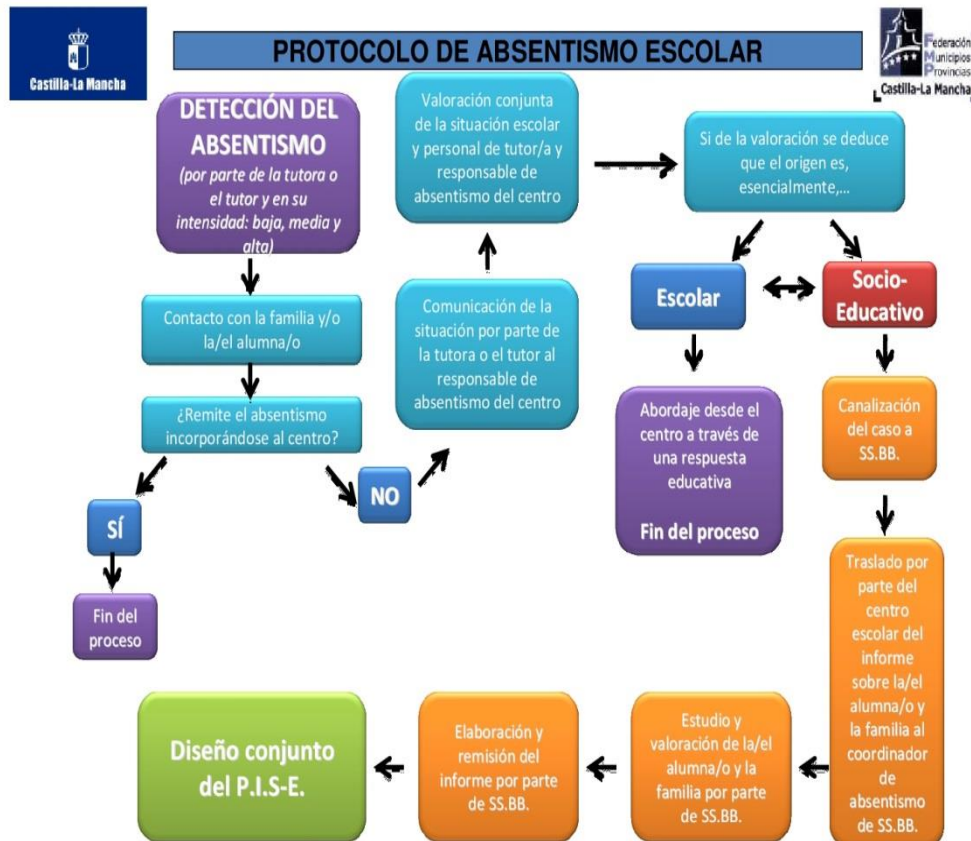 Castilla-La Mancha
PROTOCOLO DE ABSENTISMO ESCOLAR
Federación
Municipios
Provincias
Castilla-La Mancha
DETECCIÓN DEL
ABSENTISMO
(por parte de la tutora o
el tutor y en su
intensidad: baja, media y
alta)
Contacto con la familia y/o
la/el alumna/o
¿Remite el absentismo
incorporándose al centro?
SÍ
Fin del
proceso
NO
Comunicación de la
situación por parte de
la tutora o el tutor al
responsable de
absentismo del centro
Valoración conjunta
de la situación escolar
y personal de tutor/a y
responsable de
absentismo del centro
Si de la valoración se deduce
que el origen es,
esencialmente,...
Escolar
Socio-
Educativo
Abordaje desde el
centro a través de
una respuesta
educativa
Fin del proceso
Canalización
del caso a
SS.BB.
Traslado por
parte del
centro
escolar del
informe
sobre la/el
alumna/o y
la familia al
coordinador
de
absentismo
de SS.BB.
Estudio y
valoración de la/el
alumna/o y la
familia por parte
de SS.BB.
Elaboración y
remisión del
informe por parte
de SS.BB.
Diseño conjunto
del P.I.S-E.